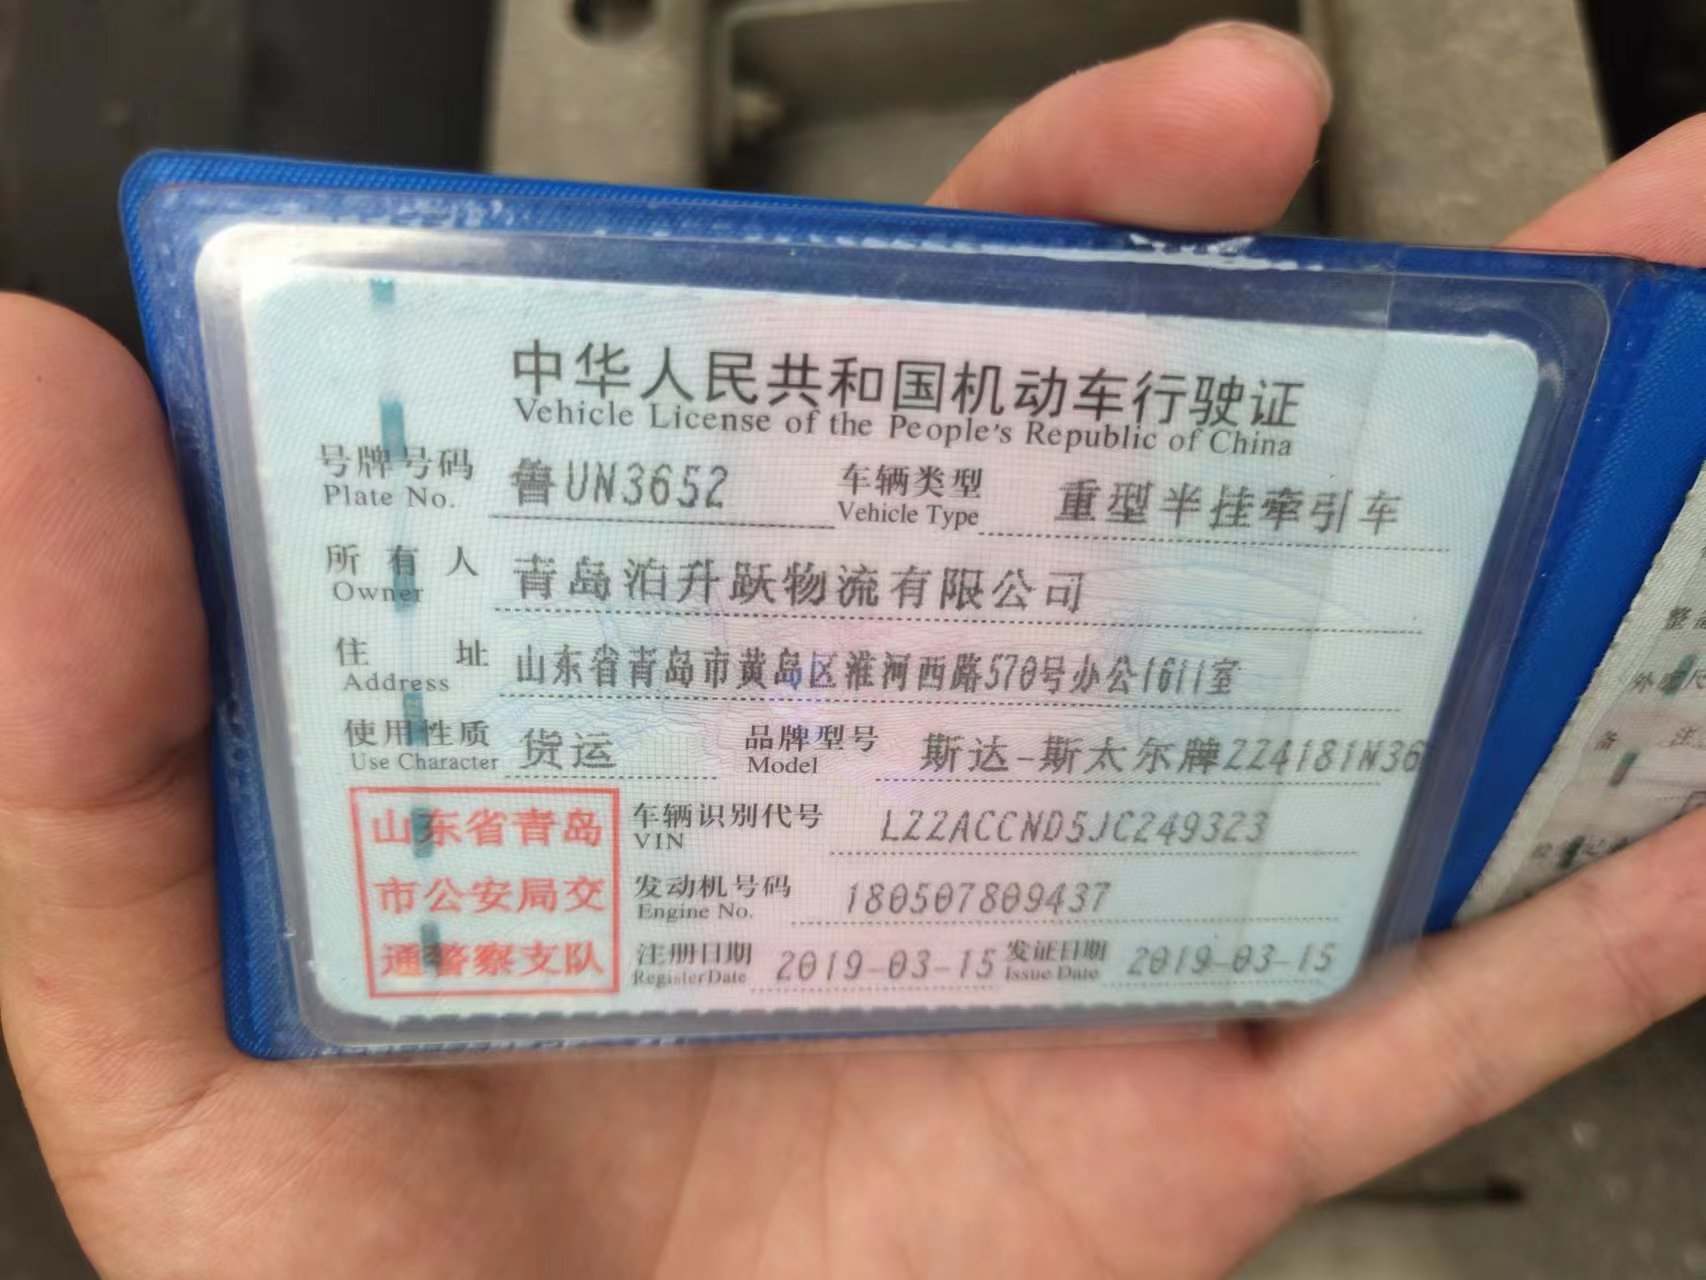 中华人民共和国机动车行驶证
Vehicle License of the People's Republic of China
号牌号码 鲁UN3652 车辆类型 重型半挂牵引车
Plate No. Vehicle Type
所有人 青岛泊升跃物流有限公司
Owner
住址 山东省青岛市黄岛区淮河西路570号办公1611室
Address
使用性质 货运 品牌型号 斯达-斯太尔牌ZZ4181N36
Use Character Model
山东省青岛
市公安局交
通警察支队
车辆识别代号 LZZACCND5JC249323
VIN
发动机号码 180507809437
Engine No.
注册日期 2019-03-15 发证日期 2019-03-15
Register Date Issue Date